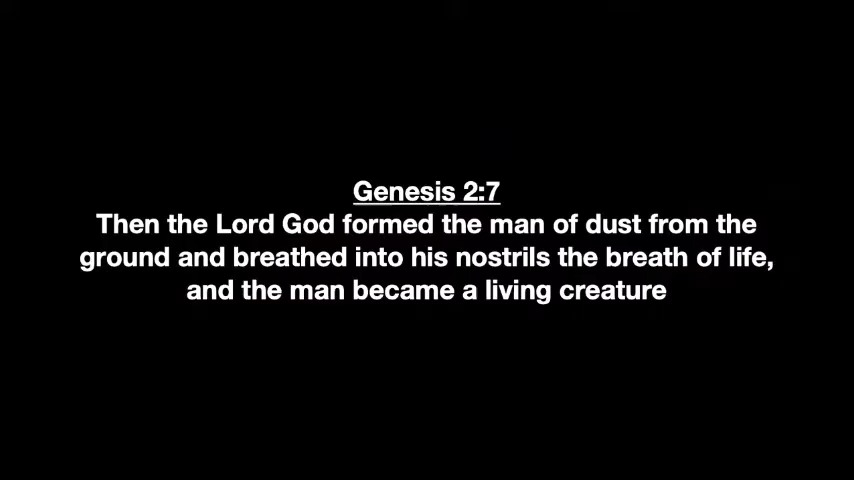 Genesis 2:7
Then the Lord God formed the man of dust from the
ground and breathed into his nostrils the breath of life,
and the man became a living creature